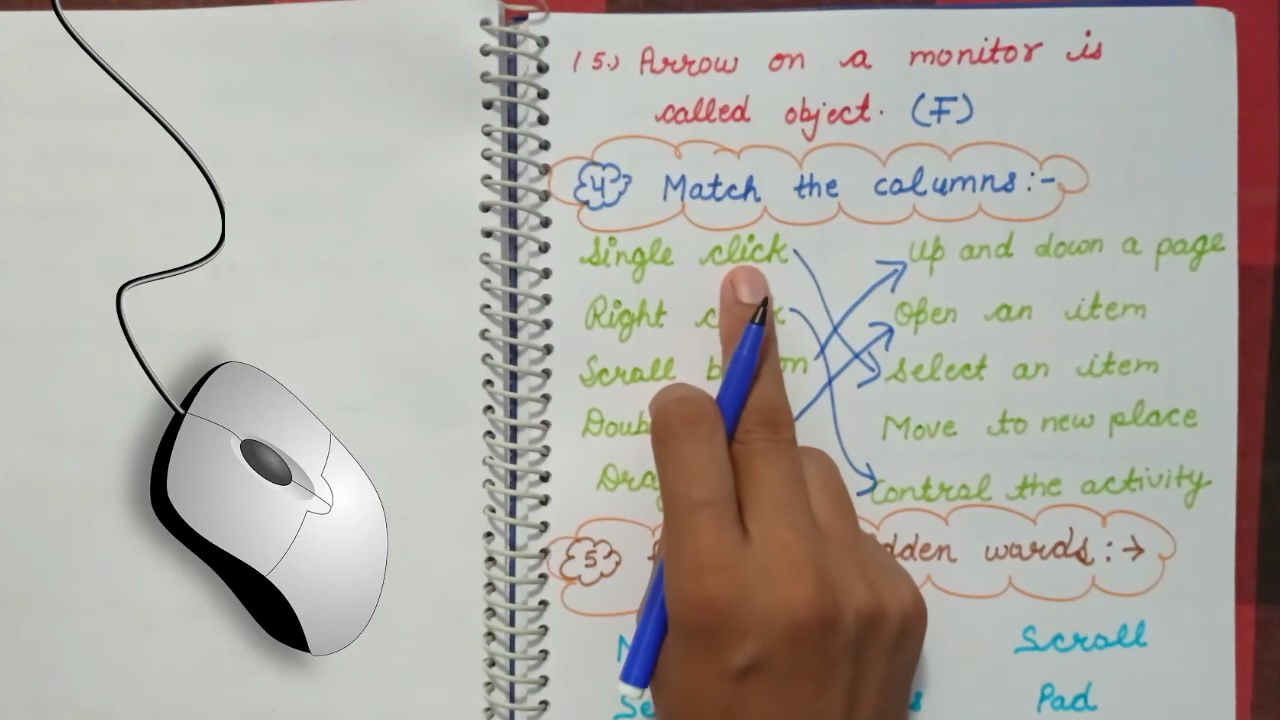 15.) Arrow on a monitor is
called object. (F)
4 Match the columns:-
Single click Up and down a page
Right Open an item
Scroll Select an item
Move to new place
Control the activity
5 words:→
Scroll
Pad